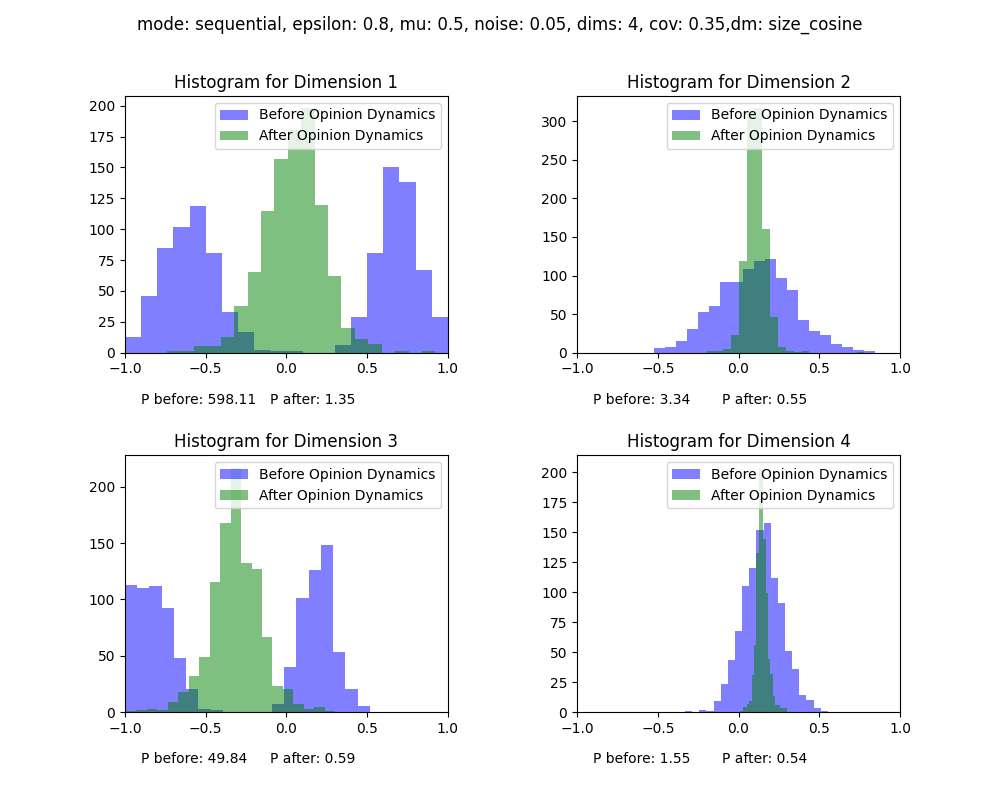 mode: sequential, epsilon: 0.8, mu: 0.5, noise: 0.05, dims: 4, cov: 0.35,dm: size_cosine
Histogram for Dimension 1
Before Opinion Dynamics
After Opinion Dynamics
200
175
150
125
100
75
50
25
0
−1.0 −0.5 0.0 0.5 1.0
P before: 598.11 P after: 1.35
Histogram for Dimension 2
Before Opinion Dynamics
After Opinion Dynamics
300
250
200
150
100
50
0
−1.0 −0.5 0.0 0.5 1.0
P before: 3.34 P after: 0.55
Histogram for Dimension 3
Before Opinion Dynamics
After Opinion Dynamics
200
150
100
50
0
−1.0 −0.5 0.0 0.5 1.0
P before: 49.84 P after: 0.59
Histogram for Dimension 4
Before Opinion Dynamics
After Opinion Dynamics
200
175
150
125
100
75
50
25
0
−1.0 −0.5 0.0 0.5 1.0
P before: 1.55 P after: 0.54